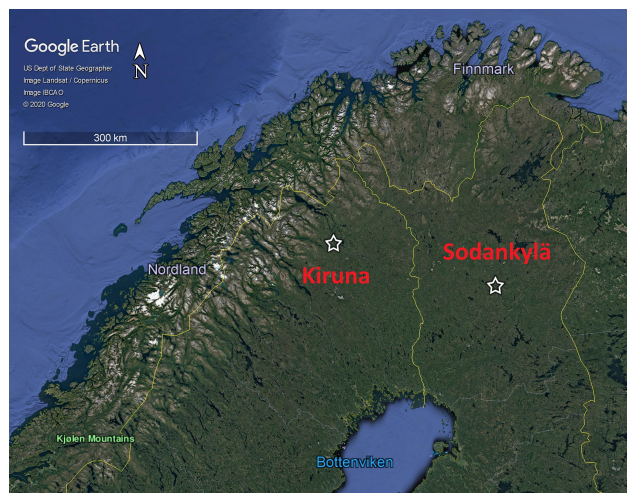 Google Earth
N
US Dept of State Geographer
Image Landsat / Copernicus
Image IBCAO
© 2020 Google
300 km
Finnmark
Nordland
Kiruna
Sodankylä
Kjølen Mountains
Bottenviken